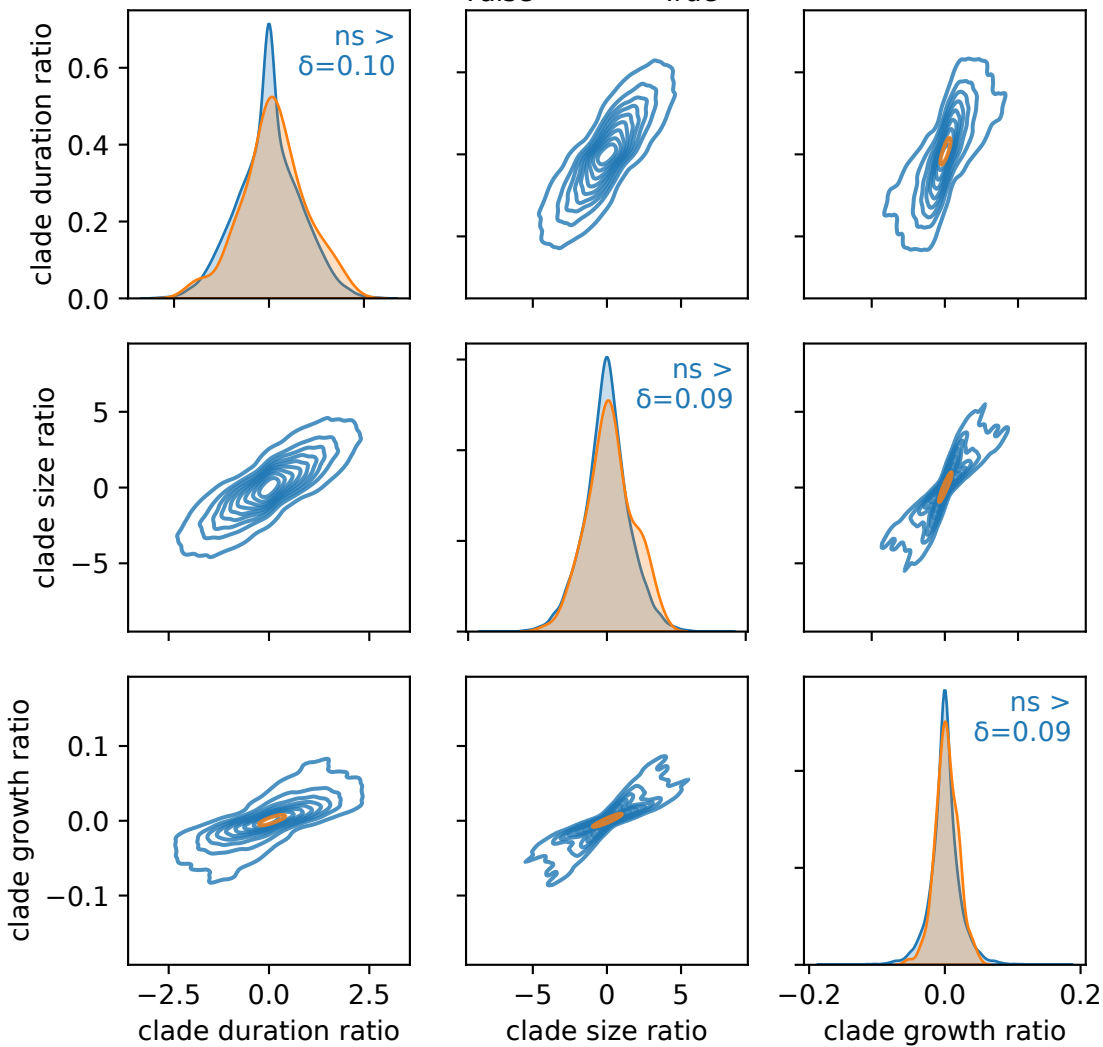 ns >
δ=0.10
clade duration ratio
0.6
0.4
0.2
0.0
ns >
δ=0.09
clade size ratio
5
0
−5
ns >
δ=0.09
clade growth ratio
0.1
0.0
−0.1
−2.5 0.0 2.5 −5 0 5 −0.2 0.0 0.2
clade duration ratio clade size ratio clade growth ratio